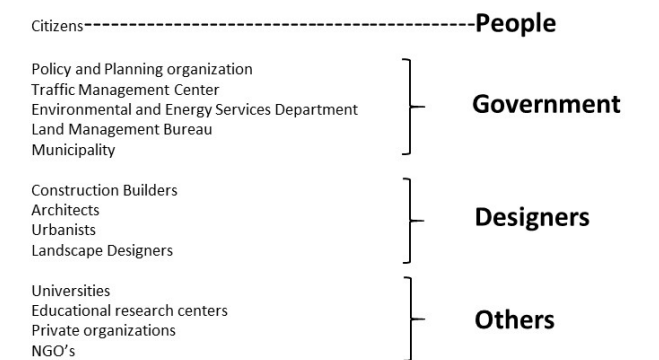 Citizens People
Policy and Planning organization
Traffic Management Center
Environmental and Energy Services Department
Land Management Bureau
Municipality
Government
Construction Builders
Architects
Urbanists
Landscape Designers
Designers
Universities
Educational research centers
Private organizations
NGO's
Others